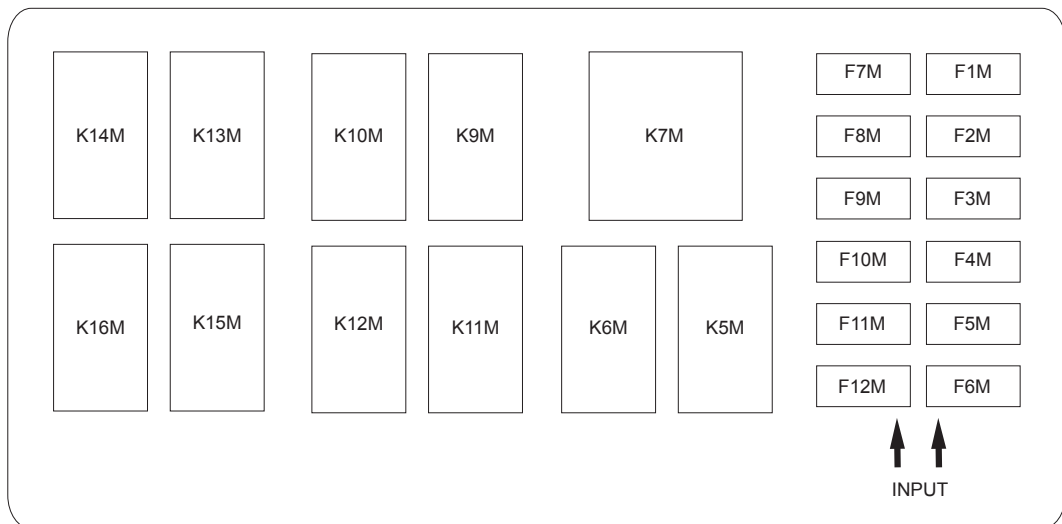 K14M K13M K10M K9M K7M F7M F1M
F8M F2M
F9M F3M
F10M F4M
K16M K15M K12M K11M K6M K5M F11M F5M
F12M F6M
INPUT